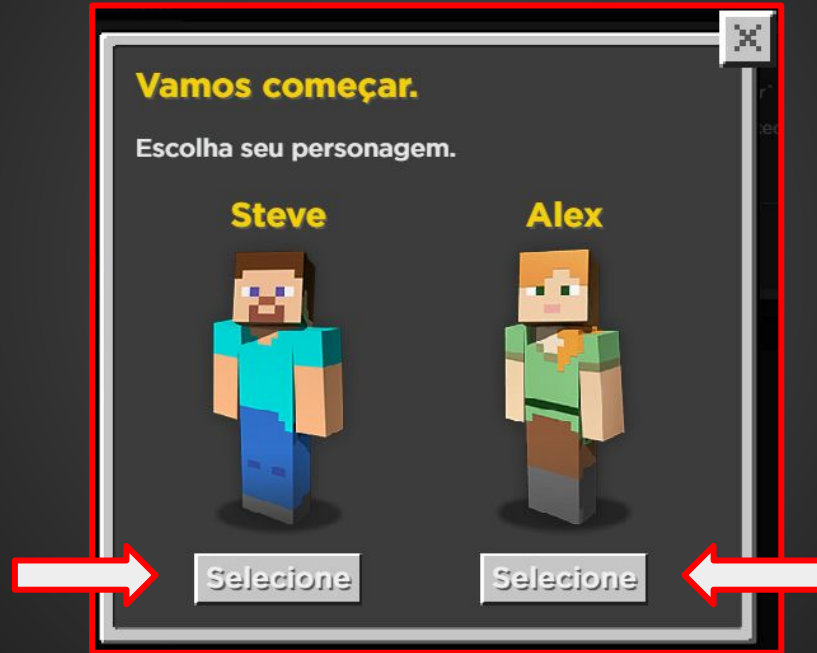 Vamos começar.
Escolha seu personagem.
Steve Alex
Selecione Selecione